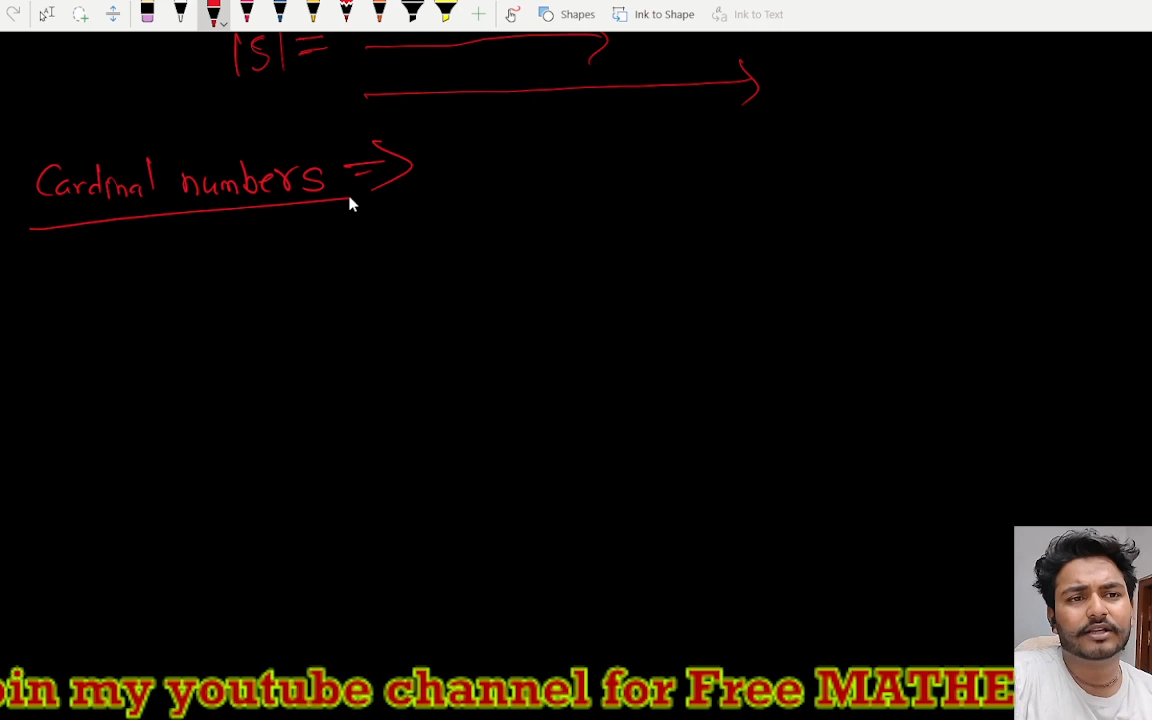 Shapes Ink to Shape Ink to Text
|S| =
Cardinal numbers =>
oin my youtube channel for Free MATHE